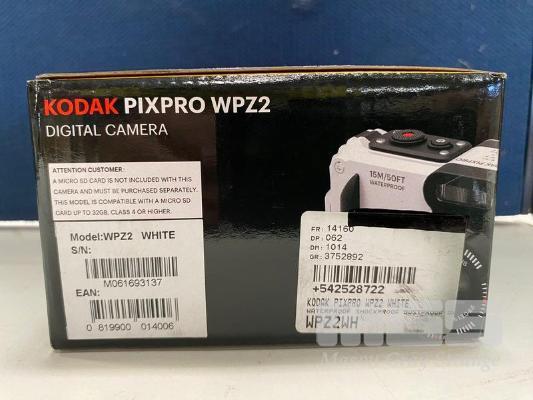 KODAK PIXPRO WPZ2
DIGITAL CAMERA
ATTENTION CUSTOMER:
A MICRO SD CARD IS NOT INCLUDED WITH THIS
CAMERA AND MUST BE PURCHASED SEPARATELY.
THIS MODEL IS COMPATIBLE WITH A MICRO SD
CARD UP TO 32GB, CLASS 4 OR HIGHER.
Model:WPZ2 WHITE
S/N:
M061693137
EAN:
0 819900 014006
KODAK PIXPRO
15M/50FT
WATERPROOF
FR: 14160
DP: 062
DM: 1014
GR: 3752892
+542528722
KODAK PIXPRO WPZ2 WHITE
WATERPROOF SHOCKPROOF DUSTPROOF
WPZ2WH